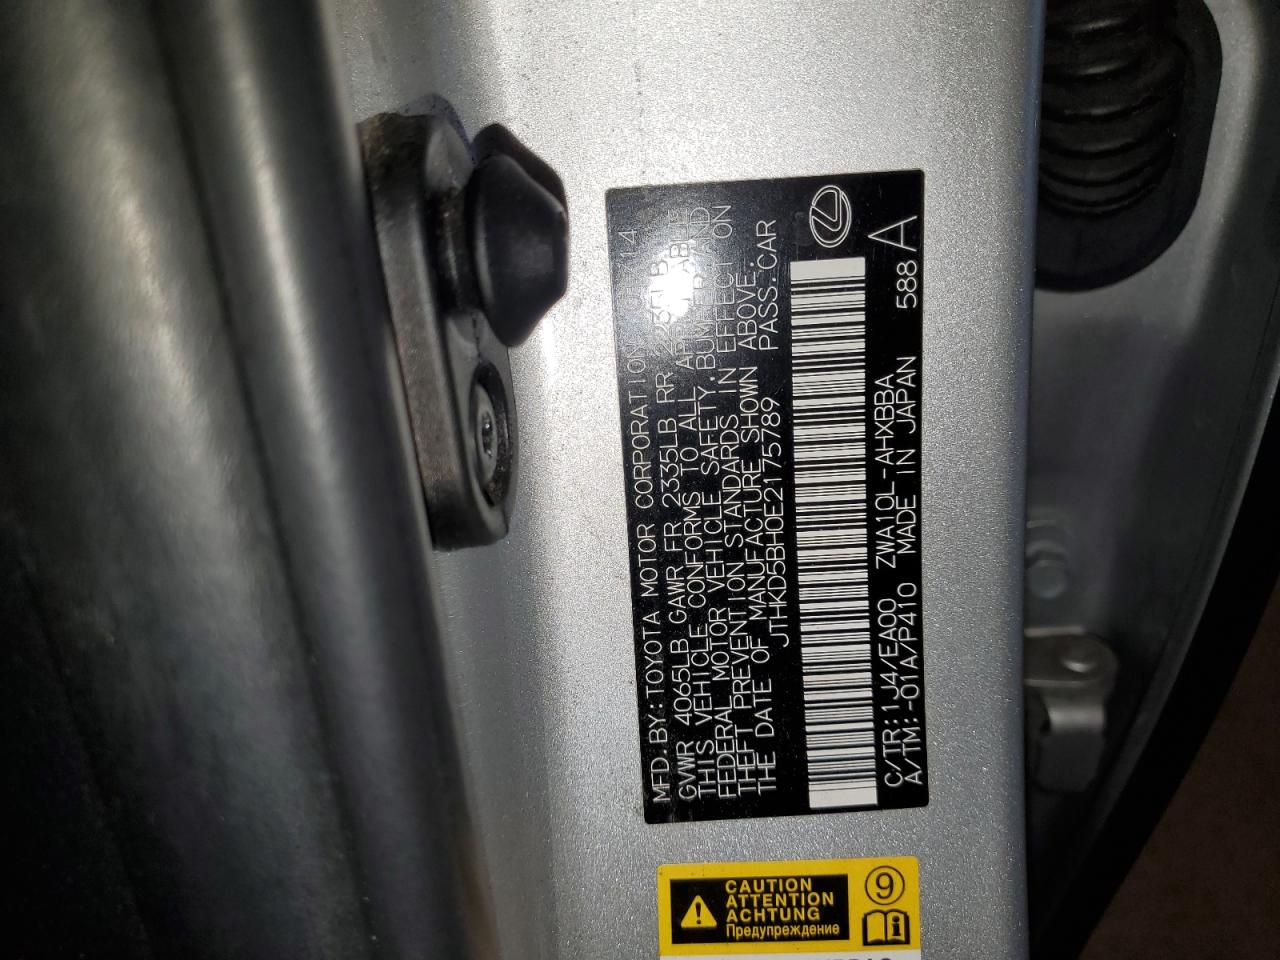 MFD. BY: TOYOTA MOTOR CORPORATION 14
GVWR 4065LB GAWR FR 2335LB RR
THIS VEHICLE CONFORMS TO ALL
FEDERAL MOTOR VEHICLE SAFETY, BUMPER AND
THEFT PREVENTION STANDARDS IN EFFECT ON
THE DATE OF MANUFACTURE SHOWN ABOVE.
JTHKD5BH0E2175789 PASS. CAR
C/TR: 1J4/EA00 ZWA10L-AHXBBA
A/TM: -01A/P410 MADE IN JAPAN 588 A
CAUTION
ATTENTION
ACHTUNG
Предупреждение
9